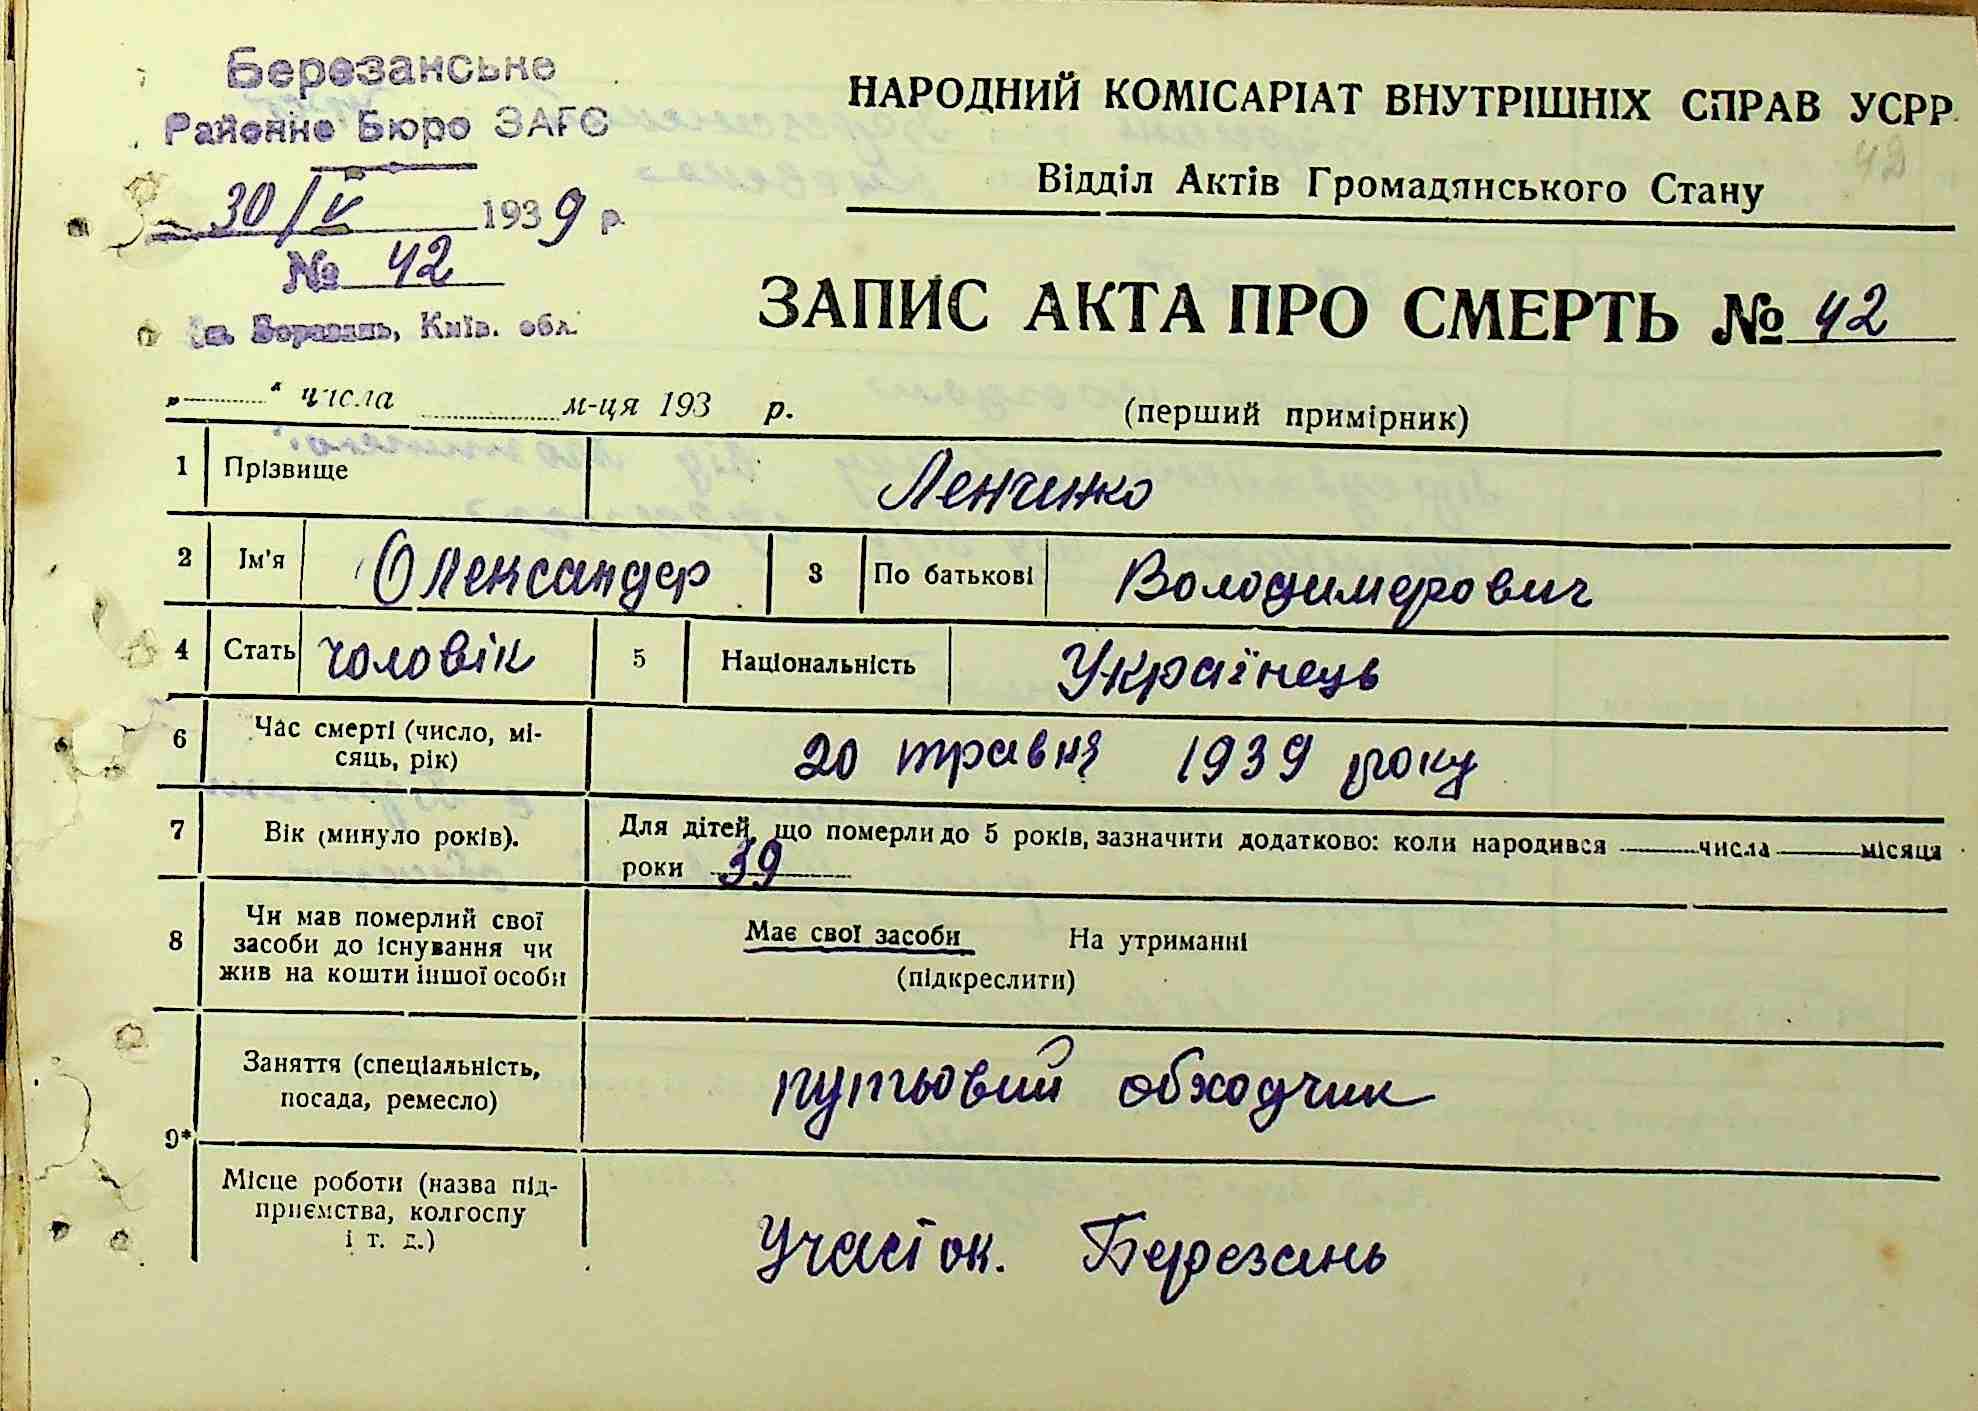 Березанське
Районне Бюро ЗАГС
30/V 1939 р.
№ 42
Березань, Київ. обл.
НАРОДНИЙ КОМІСАРІАТ ВНУТРІШНІХ СПРАВ УСРР
42
Відділ Актів Громадянського Стану
ЗАПИС АКТА ПРО СМЕРТЬ № 42
„ “ числа м-ця 193 р. (перший примірник)
1 Прізвище Ленченко
2 Ім'я Олександер 3 По батькові Володимерович
4 Стать чоловік 5 Національність Українець
6 Час смерті (число, мі-
сяць, рік) 20 травня 1939 року
7 Вік (минуло років). Для дітей, що померли до 5 років, зазначити додатково: коли народився числа місяця
роки 39
8 Чи мав померлий свої
засоби до існування чи
жив на кошти іншої особи
Має свої засоби На утриманні
(підкреслити)
9*
Заняття (спеціальність,
посада, ремесло) путьовий обходчик
Місце роботи (назва під-
приємства, колгоспу
і т. д.) Участок. Березань